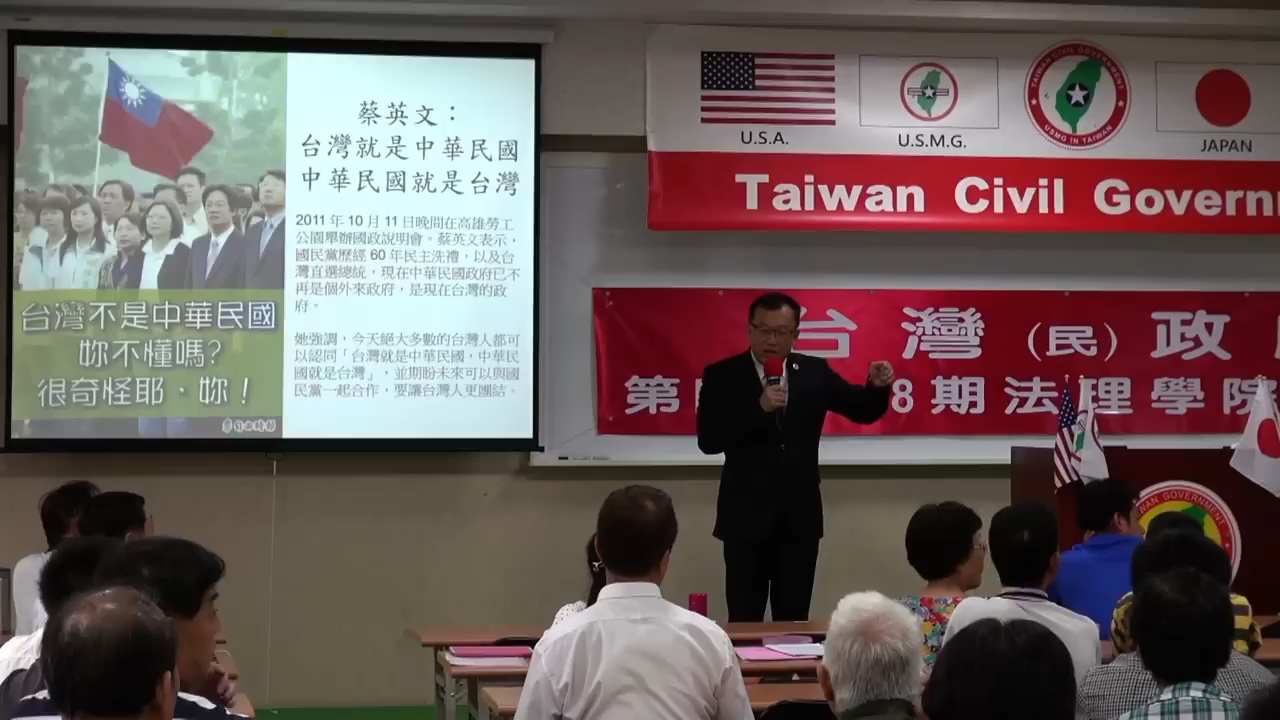 蔡英文：
台灣就是中華民國
中華民國就是台灣
2011 年 10 月 11 日晚間在高雄勞工
公園舉辦國政說明會。蔡英文表示，
國民黨歷經 60 年民主洗禮，以及台
灣直選總統，現在中華民國政府已不
再是個外來政府，是現在台灣的政
府。
她強調，今天絕大多數的台灣人都可
以認同「台灣就是中華民國，中華民
國就是台灣」，並期盼未來可以與國
民黨一起合作，要讓台灣人更團結。
台灣不是中華民國
妳不懂嗎?
很奇怪耶，妳！
U.S.A.
U.S.M.G.
TAIWAN CIVIL GOVERNMENT
USMG IN TAIWAN
JAPAN
Taiwan Civil Governm
台灣(民)政
第 8期法理學院